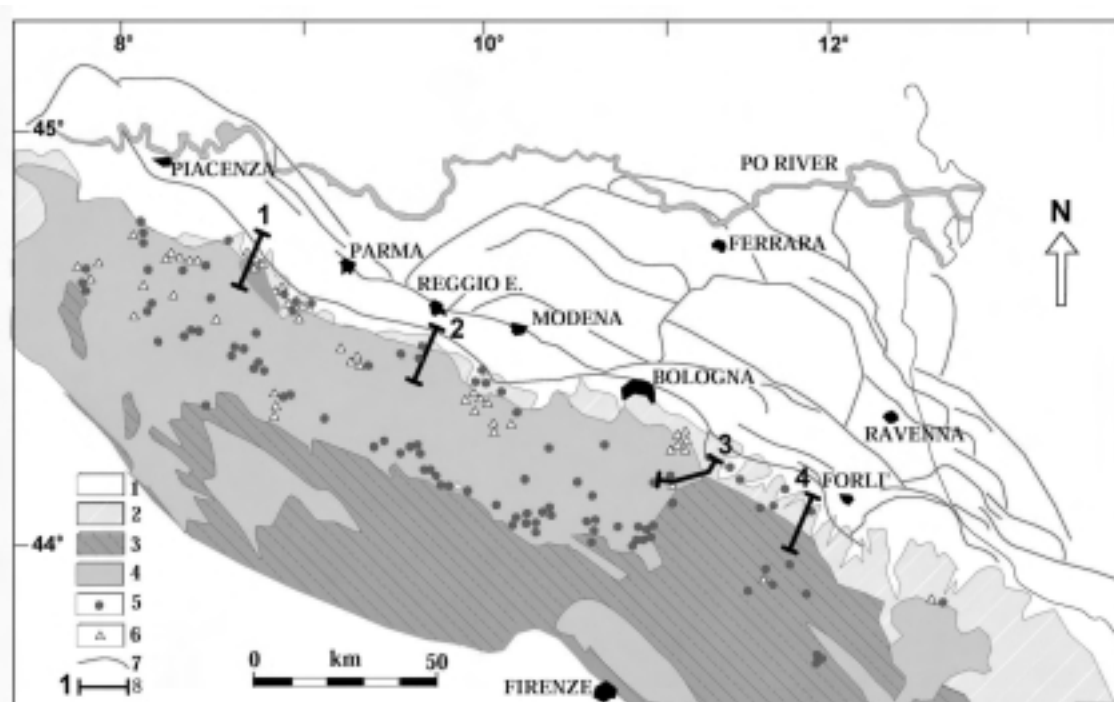 8° 10° 12°
45°
PIACENZA
PO RIVER
N
1
PARMA
FERRARA
REGGIO E.
2
MODENA
BOLOGNA
RAVENNA
3
4
FORLI'
1
2
3
44°
4
5
6
7
1 8
0 km 50
FIRENZE